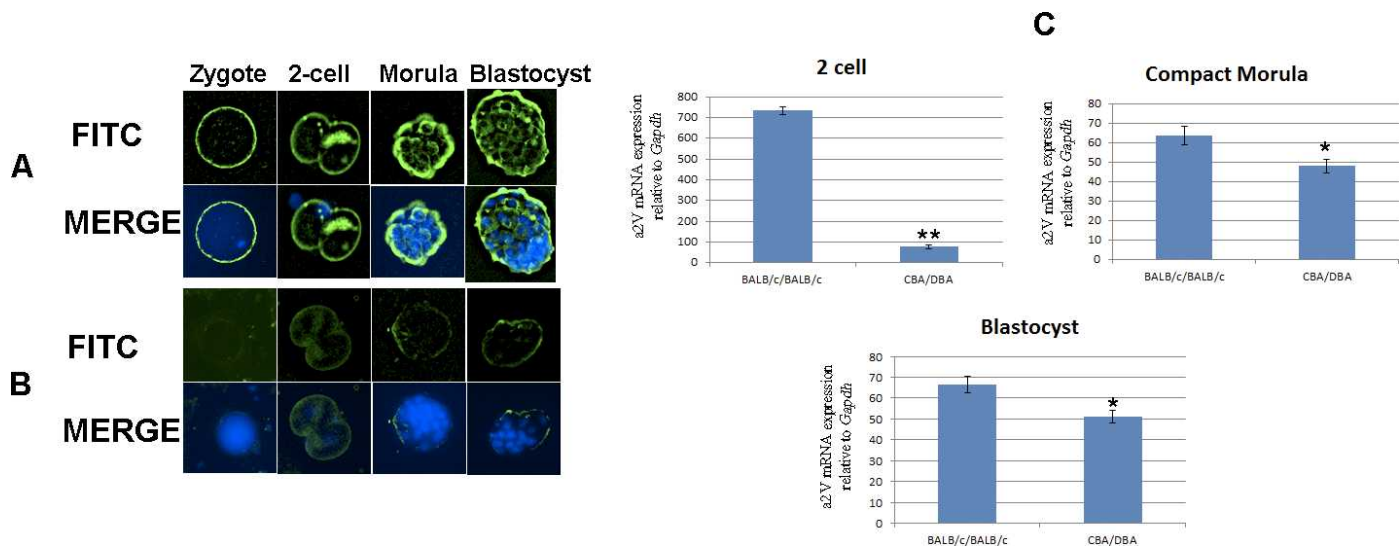 Zygote 2-cell Morula Blastocyst
A
FITC
MERGE
B
FITC
MERGE
C
2 cell
a2V mRNA expression
relative to Gapdh
800
700
600
500
400
300
200
100
0
**
BALB/c/BALB/c CBA/DBA
Compact Morula
a2V mRNA expression
relative to Gapdh
80
70
60
50
40
30
20
10
0
*
BALB/c/BALB/c CBA/DBA
Blastocyst
a2V mRNA expression
relative to Gapdh
80
70
60
50
40
30
20
10
0
*
BALB/c/BALB/c CBA/DBA